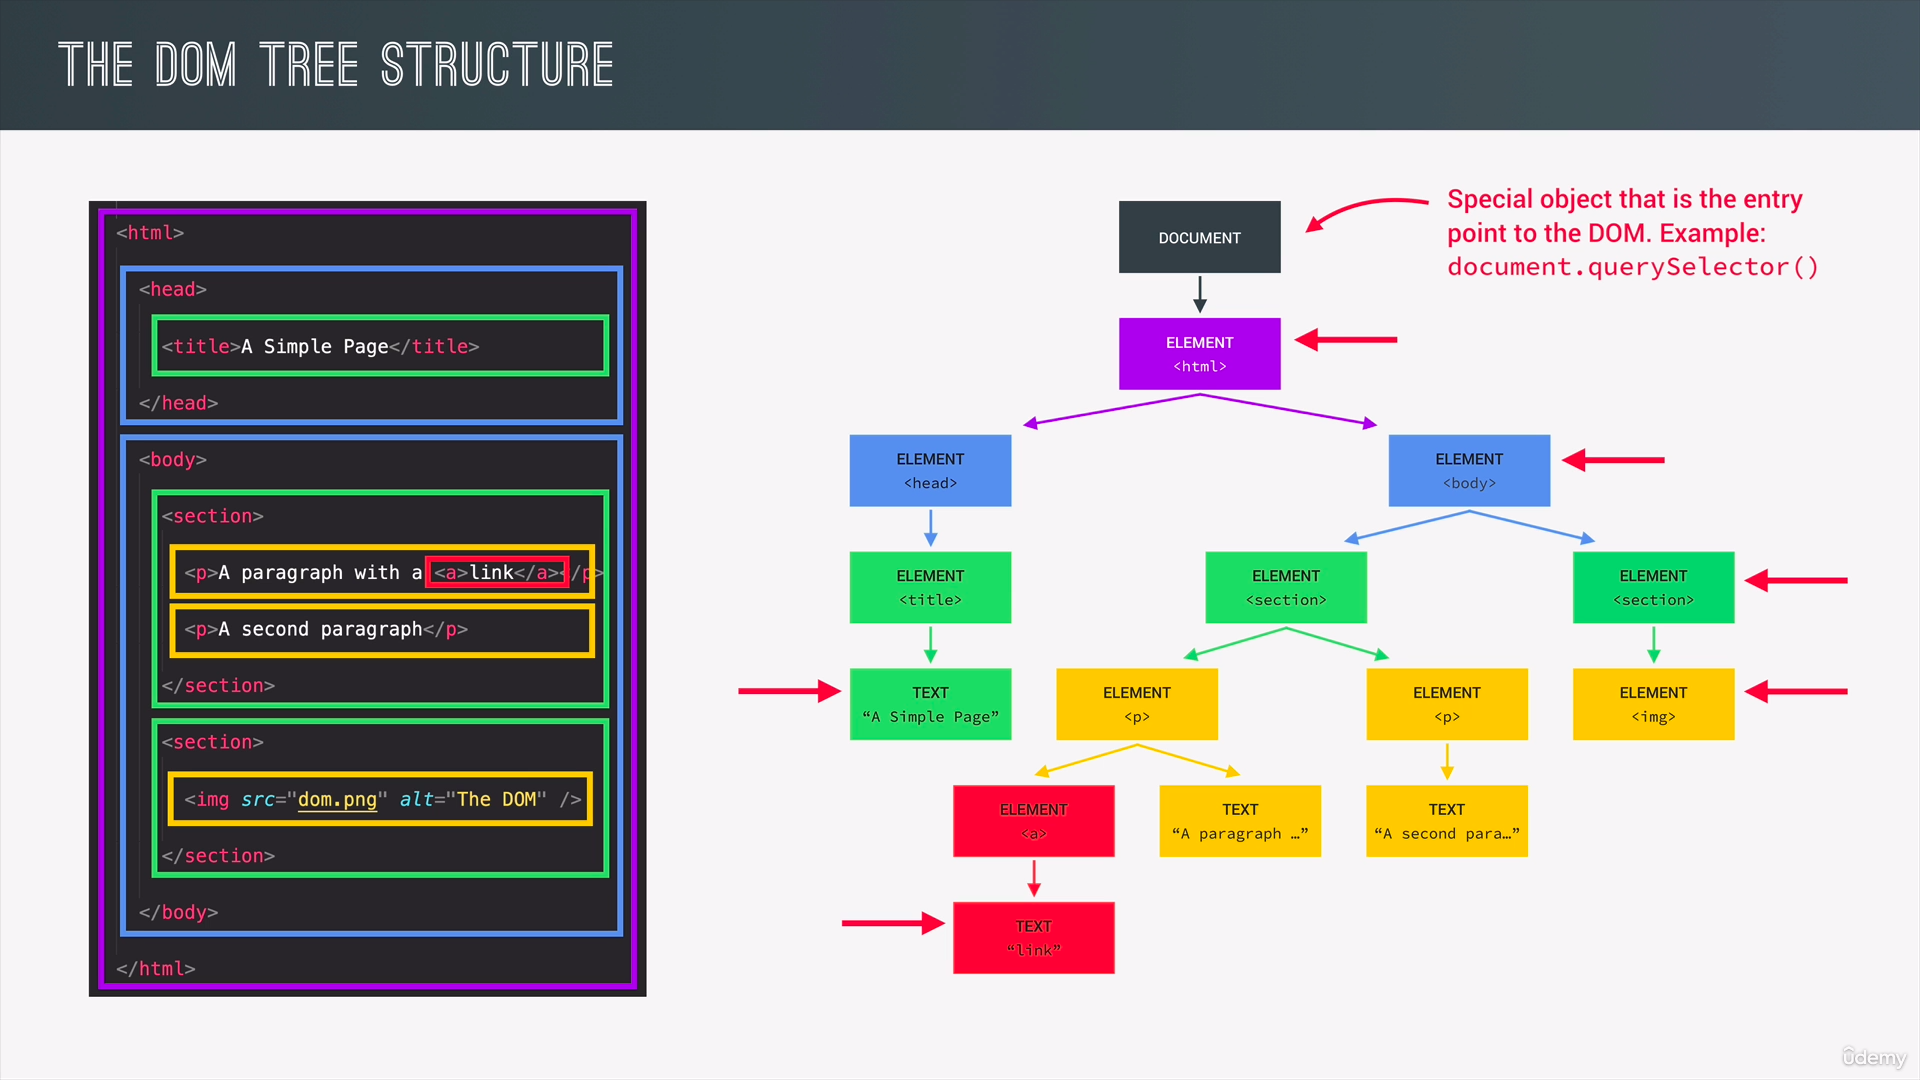 THE DOM TREE STRUCTURE
<html>
<head>
<title>A Simple Page</title>
</head>
<body>
<section>
<p>A paragraph with a <a>link</a></p>
<p>A second paragraph</p>
</section>
<section>
<img src="dom.png" alt="The DOM" />
</section>
</body>
</html>
Special object that is the entry
point to the DOM. Example:
document.querySelector()
DOCUMENT
ELEMENT
<html>
ELEMENT
<head>
ELEMENT
<body>
ELEMENT
<title>
ELEMENT
<section>
ELEMENT
<section>
TEXT
“A Simple Page”
ELEMENT
<p>
ELEMENT
<p>
ELEMENT
<img>
ELEMENT
<a>
TEXT
“A paragraph …”
TEXT
“A second para…”
TEXT
“link”
ûdemy